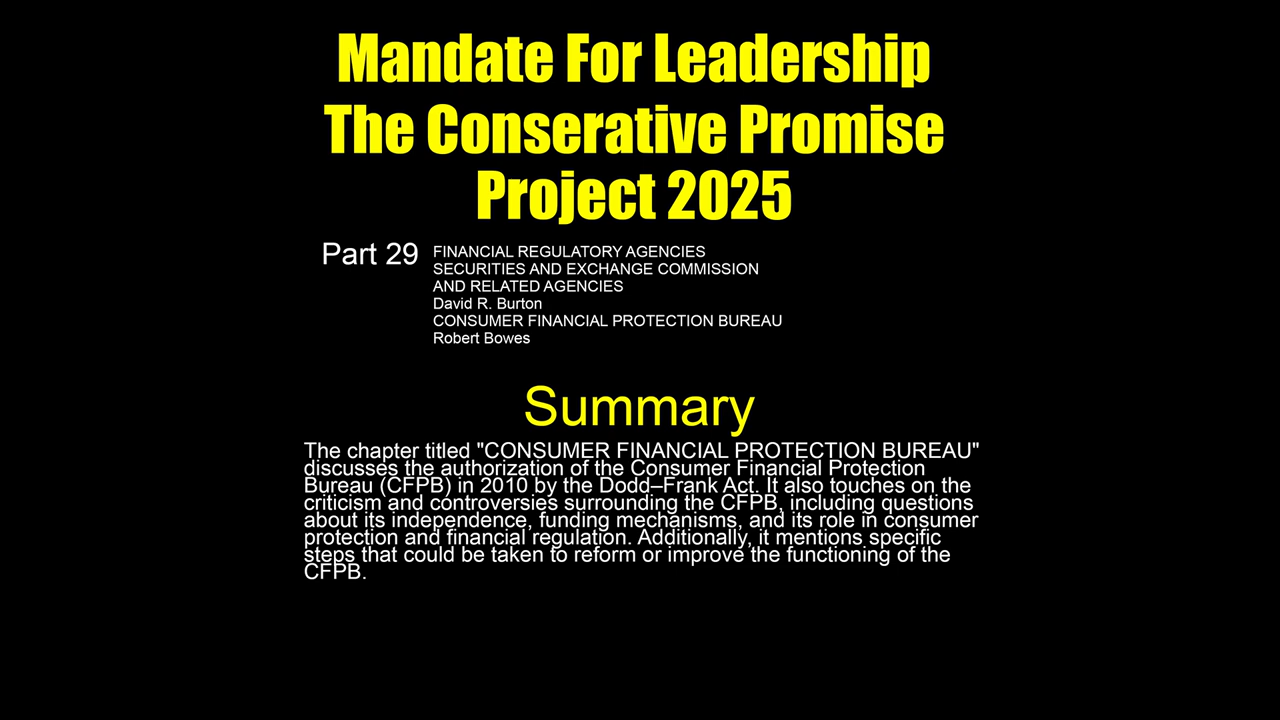 Mandate For Leadership
The Conserative Promise
Project 2025
Part 29
FINANCIAL REGULATORY AGENCIES
SECURITIES AND EXCHANGE COMMISSION
AND RELATED AGENCIES
David R. Burton
CONSUMER FINANCIAL PROTECTION BUREAU
Robert Bowes
Summary
The chapter titled "CONSUMER FINANCIAL PROTECTION BUREAU"
discusses the authorization of the Consumer Financial Protection
Bureau (CFPB) in 2010 by the Dodd–Frank Act. It also touches on the
criticism and controversies surrounding the CFPB, including questions
about its independence, funding mechanisms, and its role in consumer
protection and financial regulation. Additionally, it mentions specific
steps that could be taken to reform or improve the functioning of the
CFPB.